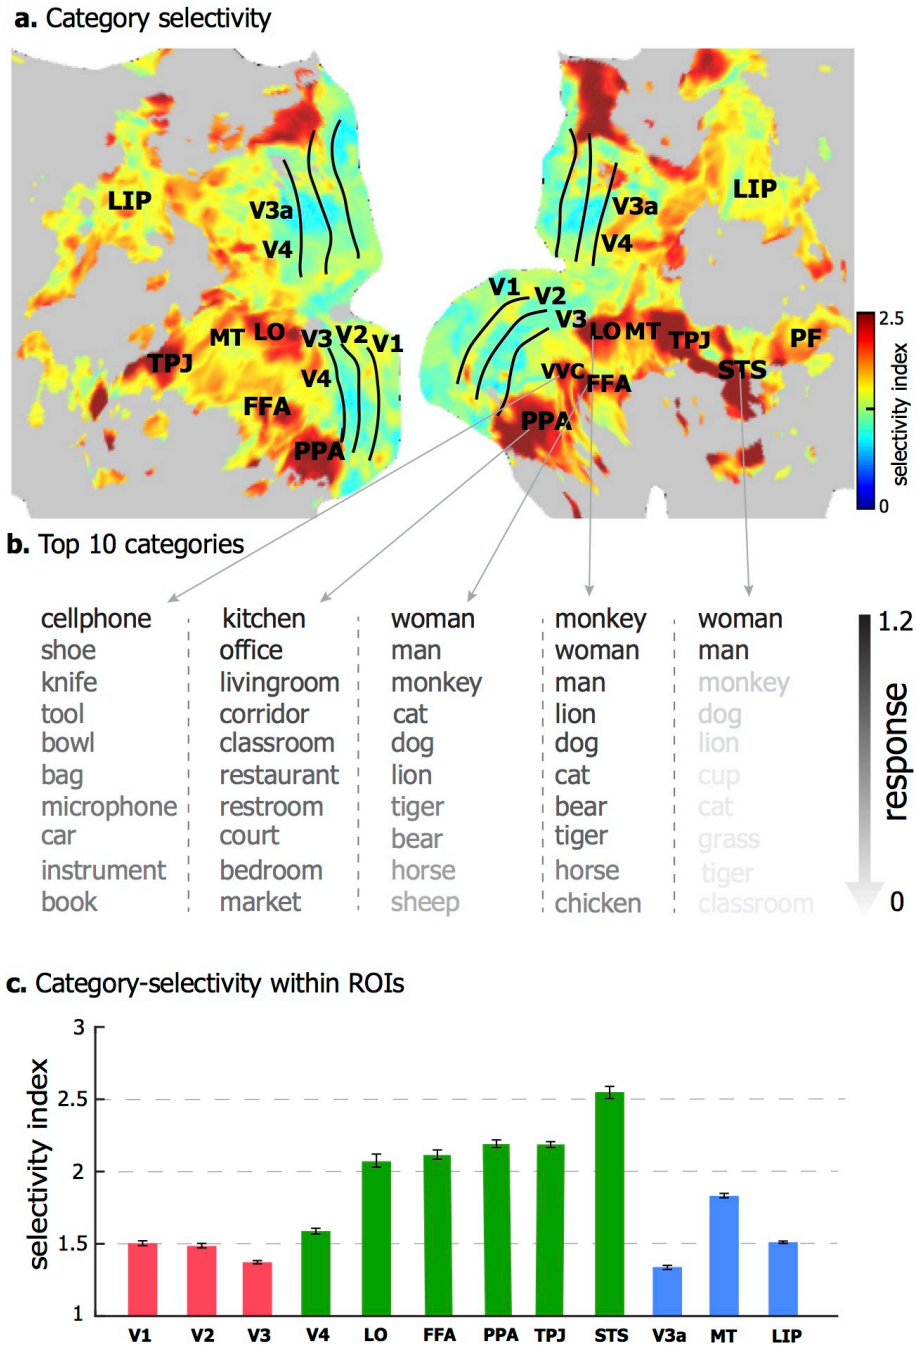 a. Category selectivity
LIP
V3a
V4
MT LO V3 V2 V1
TPJ
V4
FFA
PPA
LIP
V3a
V4
V1 V2
V3
LO MT TPJ PF
VVC FFA STS
PPA
2.5
selectivity index
0
b. Top 10 categories
cellphone kitchen woman monkey woman
shoe office man woman man
knife livingroom monkey man monkey
tool corridor cat lion dog
bowl classroom dog dog lion
bag restaurant lion cat cup
microphone restroom tiger bear cat
car court bear tiger grass
instrument bedroom horse horse tiger
book market sheep chicken classroom
1.2
response
0
c. Category-selectivity within ROIs
selectivity index
3
2.5
2
1.5
1
V1 V2 V3 V4 LO FFA PPA TPJ STS V3a MT LIP